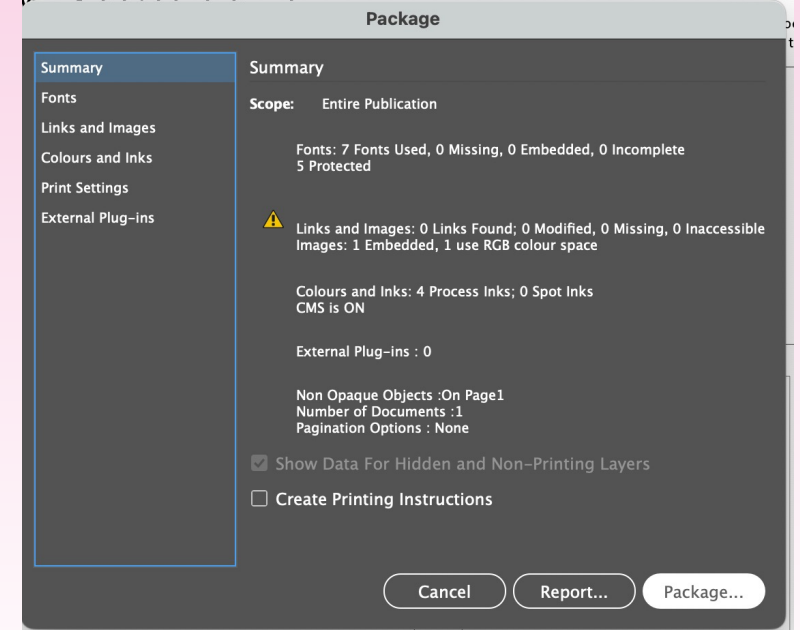 Package
Summary
Fonts
Links and Images
Colours and Inks
Print Settings
External Plug-ins
Summary
Scope: Entire Publication
Fonts: 7 Fonts Used, 0 Missing, 0 Embedded, 0 Incomplete
5 Protected
Links and Images: 0 Links Found; 0 Modified, 0 Missing, 0 Inaccessible
Images: 1 Embedded, 1 use RGB colour space
Colours and Inks: 4 Process Inks; 0 Spot Inks
CMS is ON
External Plug-ins : 0
Non Opaque Objects :On Page1
Number of Documents :1
Pagination Options : None
Show Data For Hidden and Non-Printing Layers
Create Printing Instructions
Cancel
Report...
Package...